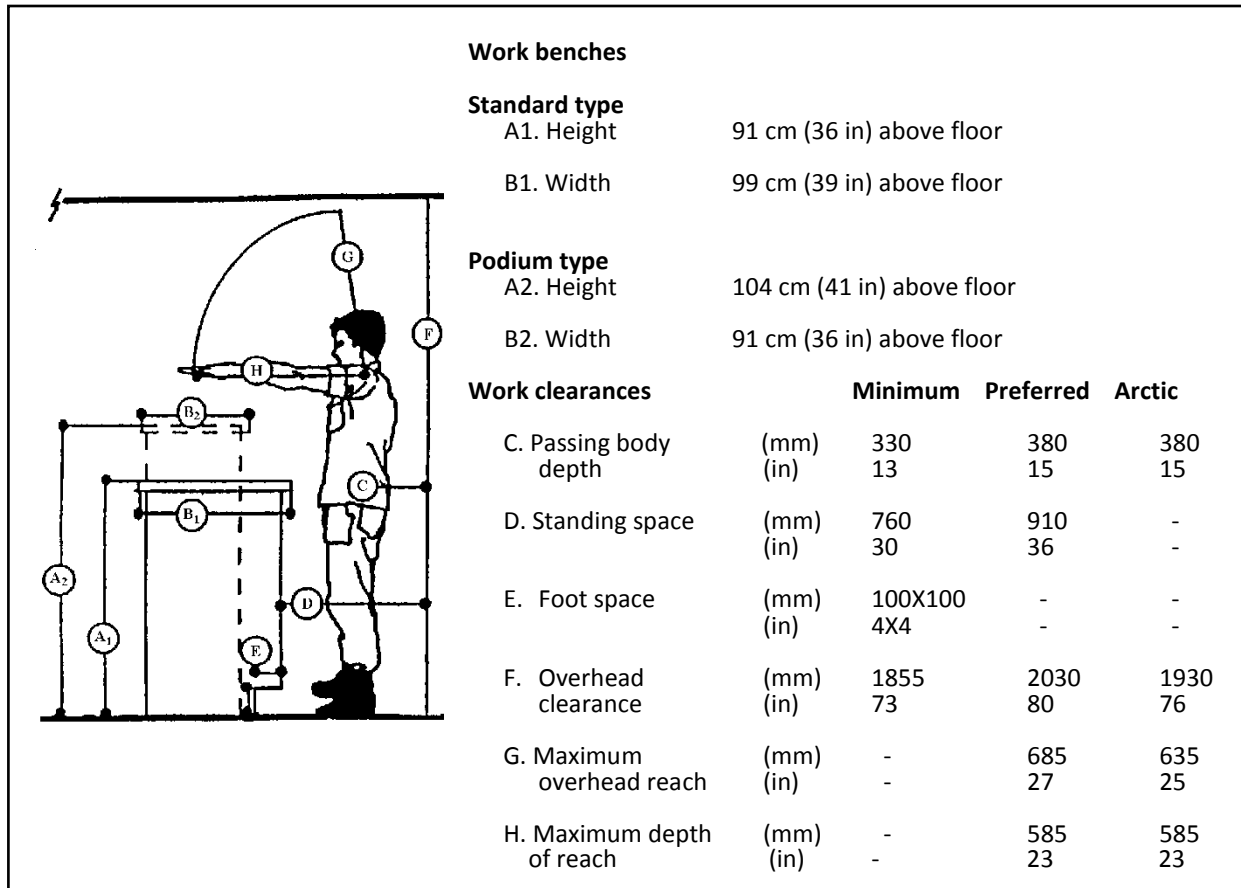 Work benches
Standard type
A1. Height 91 cm (36 in) above floor
B1. Width 99 cm (39 in) above floor
Podium type
A2. Height 104 cm (41 in) above floor
B2. Width 91 cm (36 in) above floor
Work clearances Minimum Preferred Arctic
C. Passing body (mm) 330 380 380
depth (in) 13 15 15
D. Standing space (mm) 760 910 -
(in) 30 36 -
E. Foot space (mm) 100X100 - -
(in) 4X4 - -
F. Overhead (mm) 1855 2030 1930
clearance (in) 73 80 76
G. Maximum (mm) - 685 635
overhead reach (in) - 27 25
H. Maximum depth (mm) - 585 585
of reach (in) - 23 23
G
F
H
B2
C
B1
A2
D
A1
E